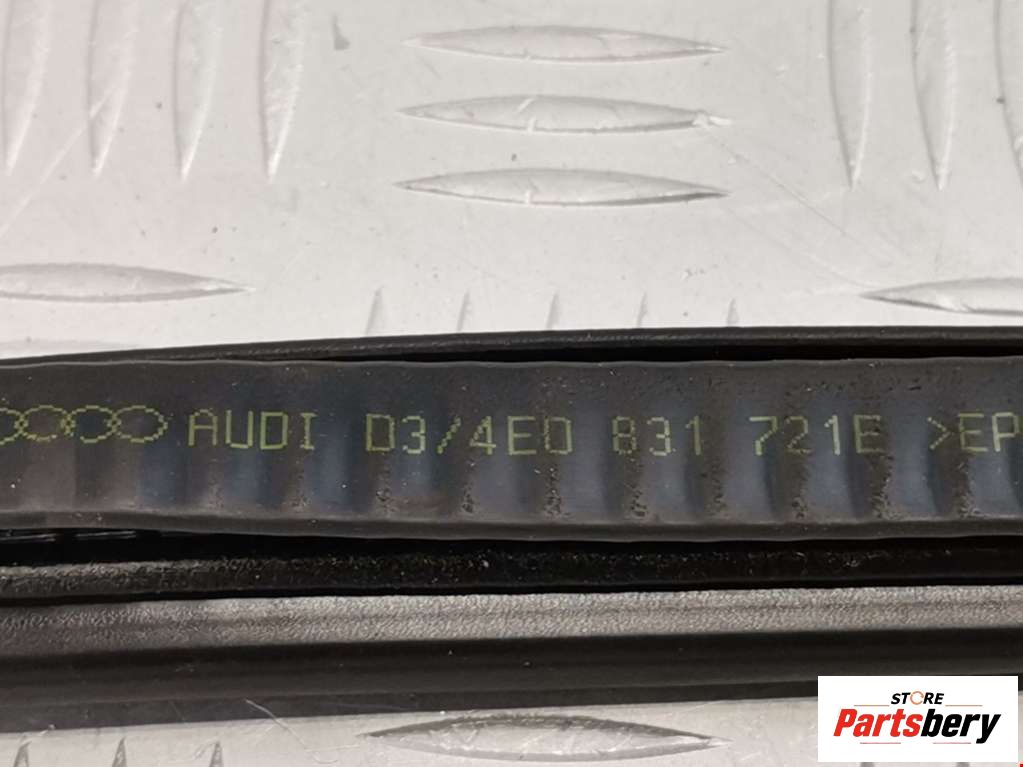 AUDI D3/4E0 831 721E >EP
STORE
Partsbery